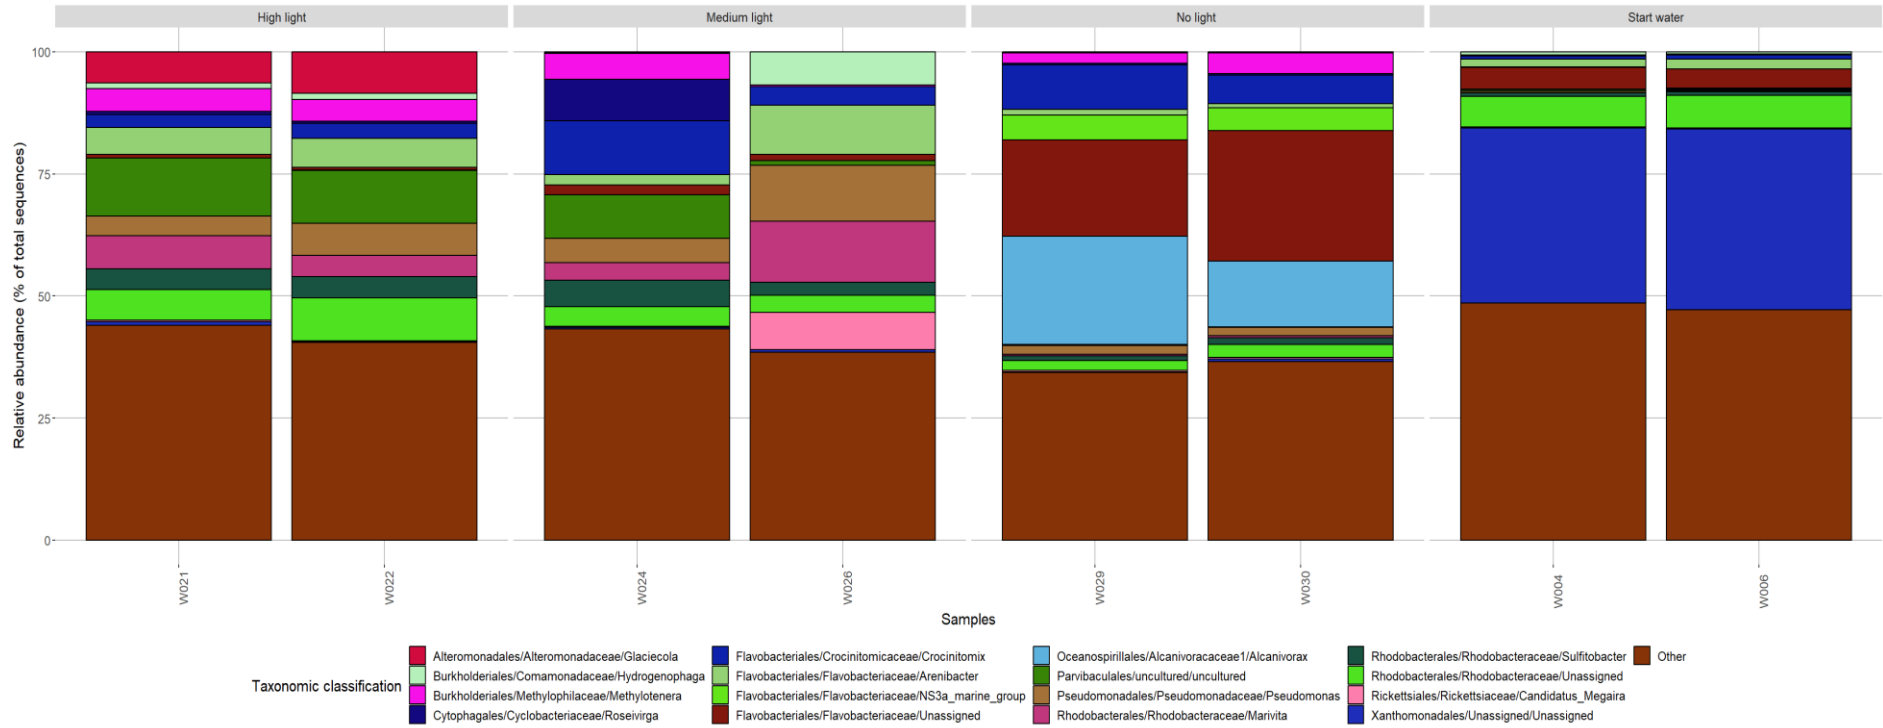 High light
Medium light
No light
Start water
Relative abundance (% of total sequences)
100
75
50
25
0
W021
W022
W024
W026
W029
W030
W004
W006
Samples
Taxonomic classification
Alteromonadales/Alteromonadaceae/Glaciecola
Burkholderiales/Comamonadaceae/Hydrogenophaga
Burkholderiales/Methylophilaceae/Methylotenera
Cytophagales/Cyclobacteriaceae/Roseivirga
Flavobacteriales/Crocinitomicaceae/Crocinitomix
Flavobacteriales/Flavobacteriaceae/Arenibacter
Flavobacteriales/Flavobacteriaceae/NS3a_marine_group
Flavobacteriales/Flavobacteriaceae/Unassigned
Oceanospirillales/Alcanivoracaceae1/Alcanivorax
Parvibaculales/uncultured/uncultured
Pseudomonadales/Pseudomonadaceae/Pseudomonas
Rhodobacterales/Rhodobacteraceae/Marivita
Rhodobacterales/Rhodobacteraceae/Sulfitobacter
Rhodobacterales/Rhodobacteraceae/Unassigned
Rickettsiales/Rickettsiaceae/Candidatus_Megaira
Xanthomonadales/Unassigned/Unassigned
Other